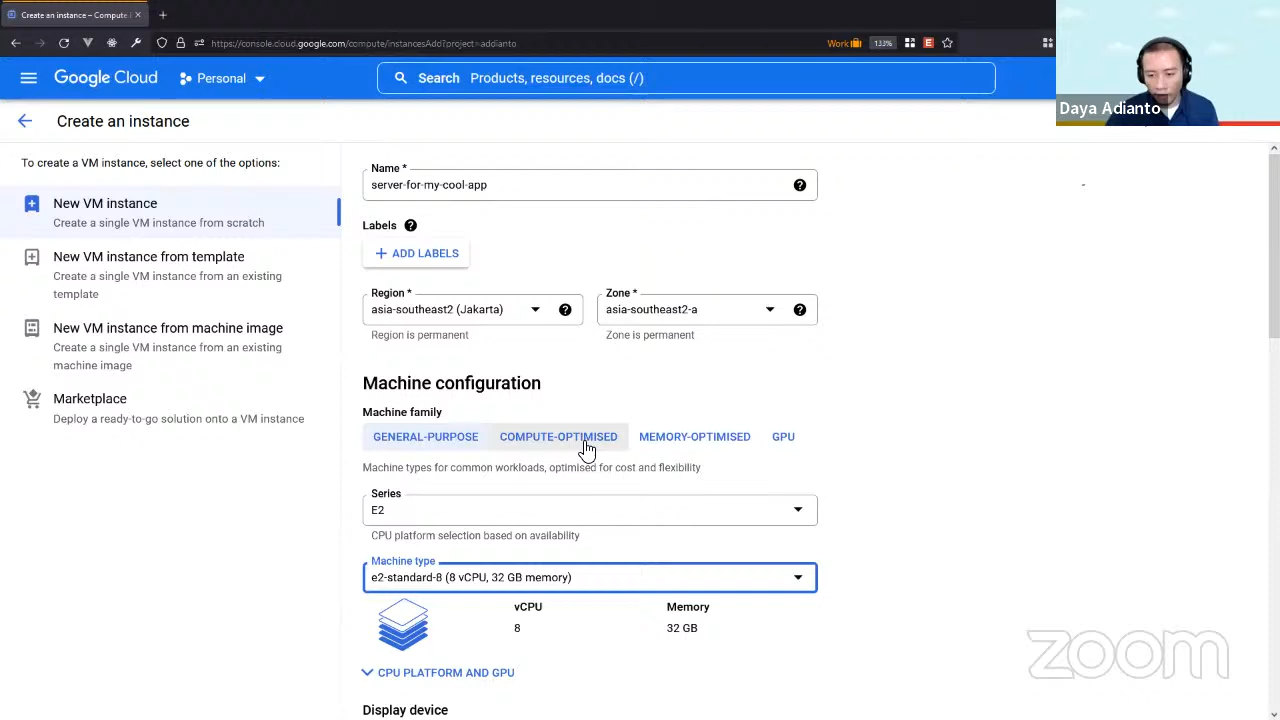 Create an instance – Compute
https://console.cloud.google.com/compute/instancesAdd?project=addianto
Work
133%
E
Google Cloud
Personal
Search Products, resources, docs (/)
Daya Adianto
Create an instance
To create a VM instance, select one of the options:
New VM instance
Create a single VM instance from scratch
New VM instance from template
Create a single VM instance from an existing
template
New VM instance from machine image
Create a single VM instance from an existing
machine image
Marketplace
Deploy a ready-to-go solution onto a VM instance
Name *
server-for-my-cool-app
Labels
ADD LABELS
Region *
asia-southeast2 (Jakarta)
Region is permanent
Zone *
asia-southeast2-a
Zone is permanent
Machine configuration
Machine family
GENERAL-PURPOSE COMPUTE-OPTIMISED MEMORY-OPTIMISED GPU
Machine types for common workloads, optimised for cost and flexibility
Series
E2
CPU platform selection based on availability
Machine type
e2-standard-8 (8 vCPU, 32 GB memory)
vCPU
8
Memory
32 GB
CPU PLATFORM AND GPU
Display device
zoom